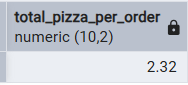 total_pizza_per_order
numeric (10,2)
2.32